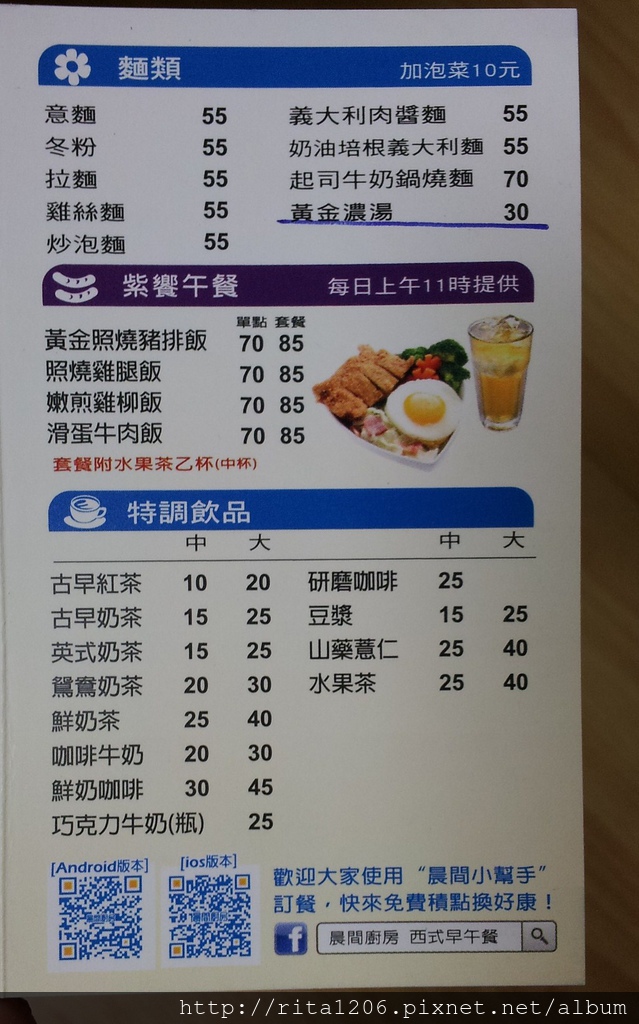 麵類 加泡菜10元
意麵 55 義大利肉醬麵 55
冬粉 55 奶油培根義大利麵 55
拉麵 55 起司牛奶鍋燒麵 70
雞絲麵 55 黃金濃湯 30
炒泡麵 55
紫饗午餐 每日上午11時提供
單點 套餐
黃金照燒豬排飯 70 85
照燒雞腿飯 70 85
嫩煎雞柳飯 70 85
滑蛋牛肉飯 70 85
套餐附水果茶乙杯(中杯)
特調飲品
中 大 中 大
古早紅茶 10 20 研磨咖啡 25
古早奶茶 15 25 豆漿 15 25
英式奶茶 15 25 山藥薏仁 25 40
鴛鴦奶茶 20 30 水果茶 25 40
鮮奶茶 25 40
咖啡牛奶 20 30
鮮奶咖啡 30 45
巧克力牛奶(瓶) 25
[Android版本] [ios版本]
歡迎大家使用“晨間小幫手”
訂餐，快來免費積點換好康！
f 晨間廚房 西式早午餐
http://rita1206.pixnet.net/album